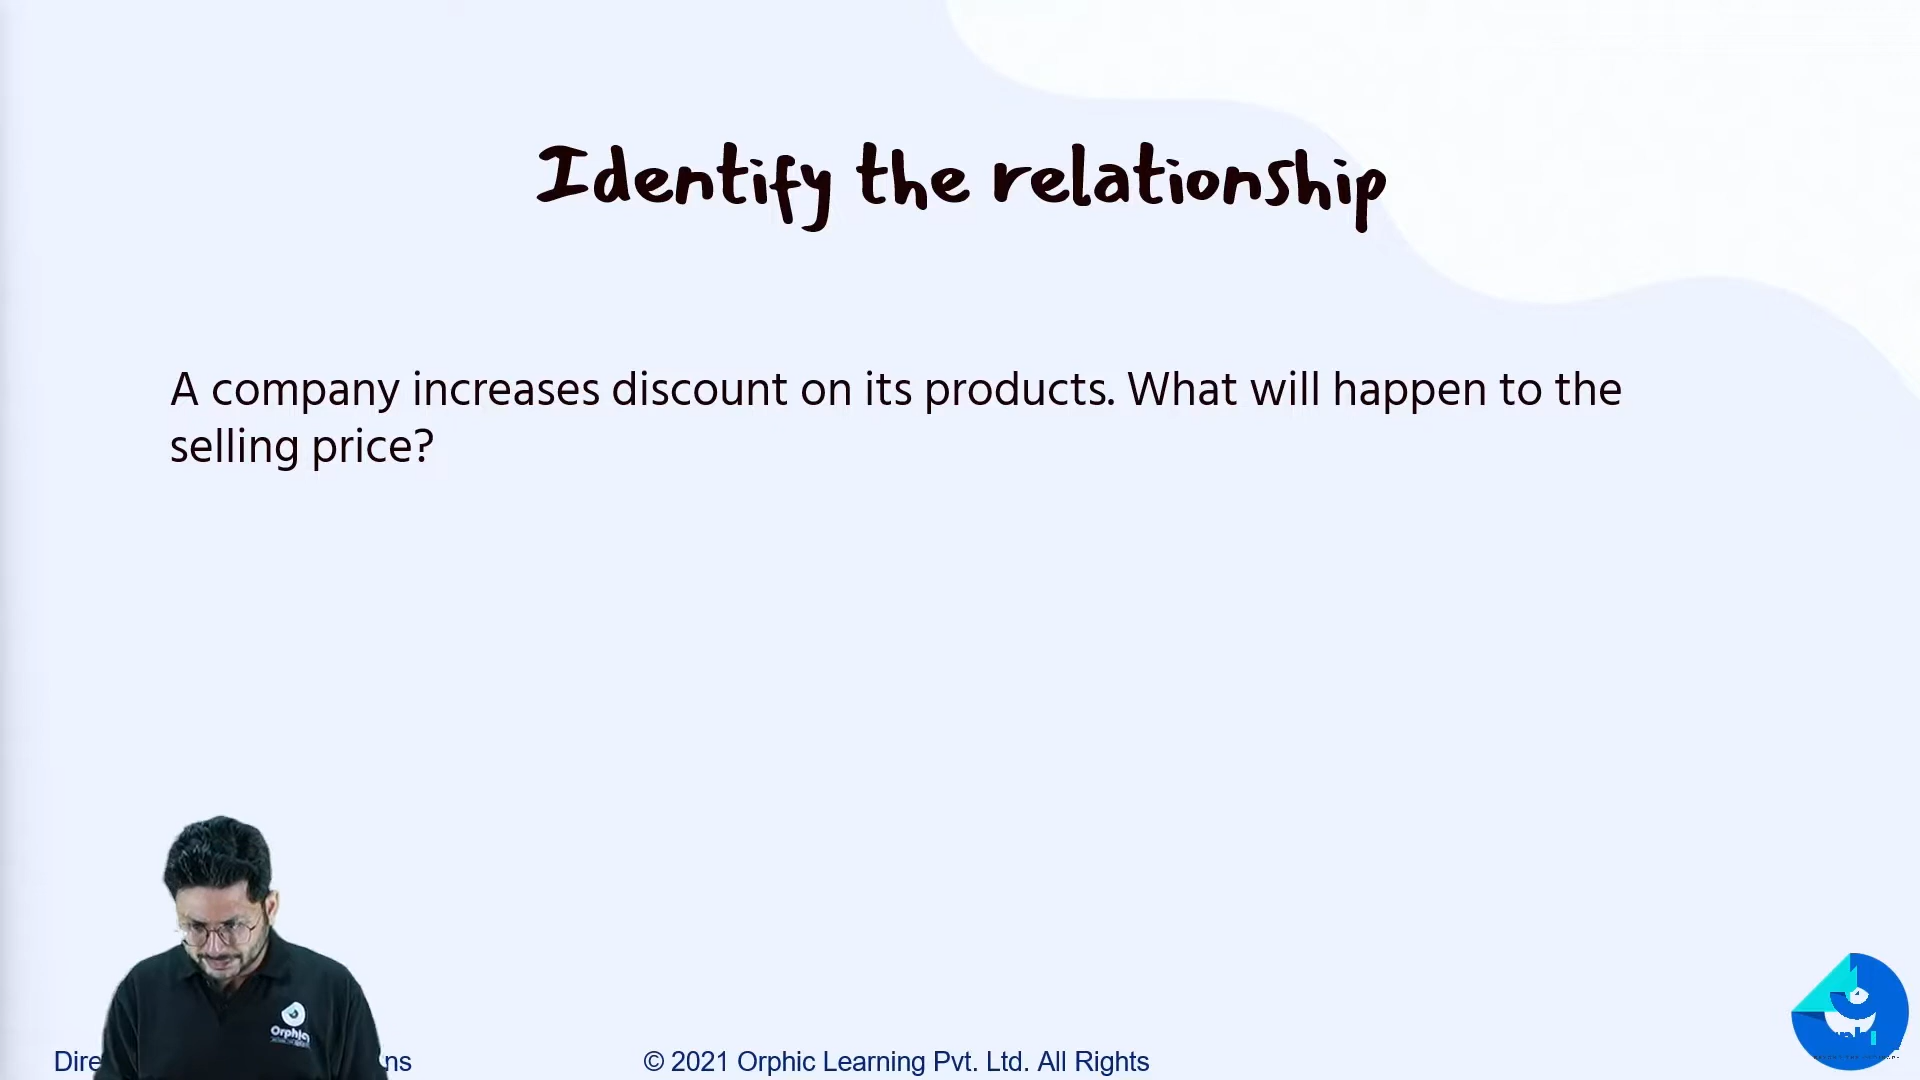 Identify the relationship
A company increases discount on its products. What will happen to the
selling price?
Orphic
© 2021 Orphic Learning Pvt. Ltd. All Rights